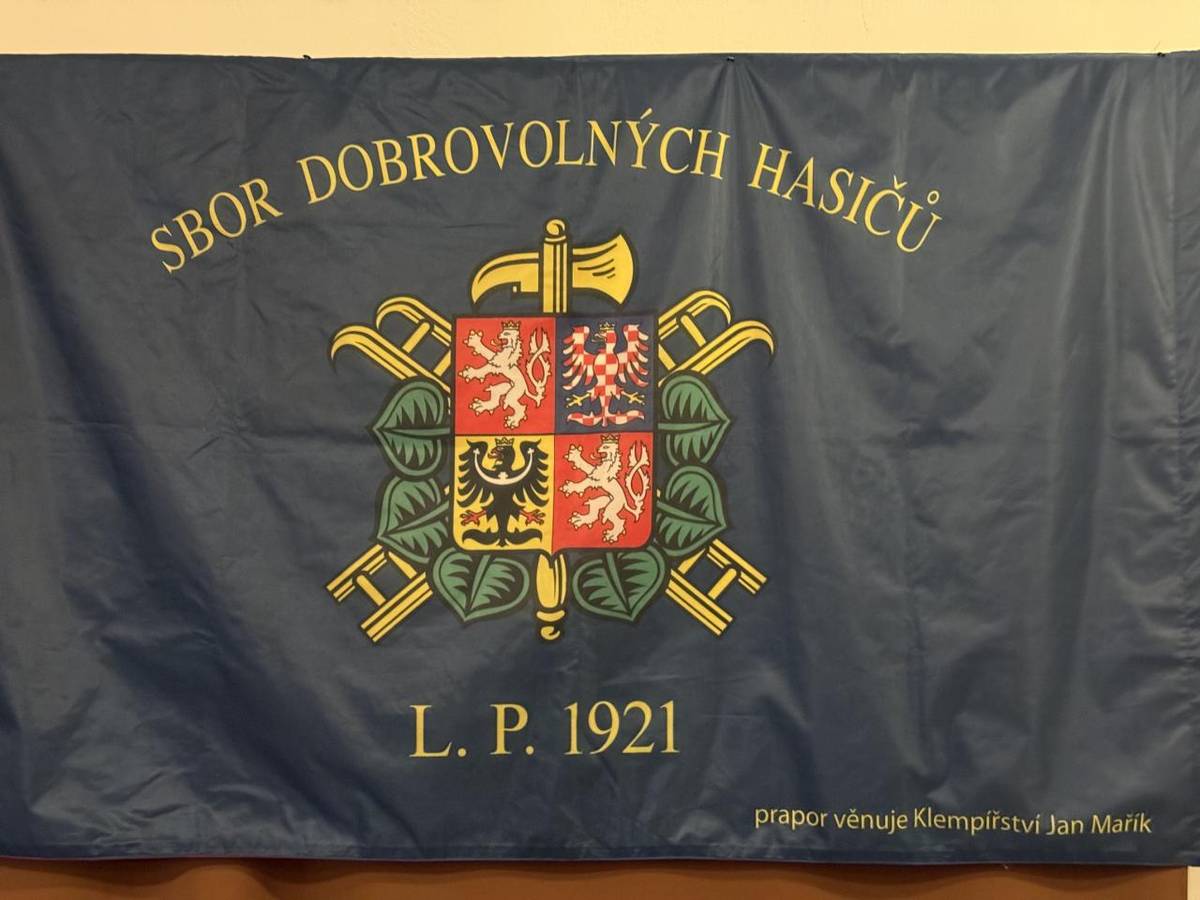 SBOR DOBROVOLNÝCH HASIČŮ
L. P. 1921
prapor věnuje Klempířství Jan Mařík